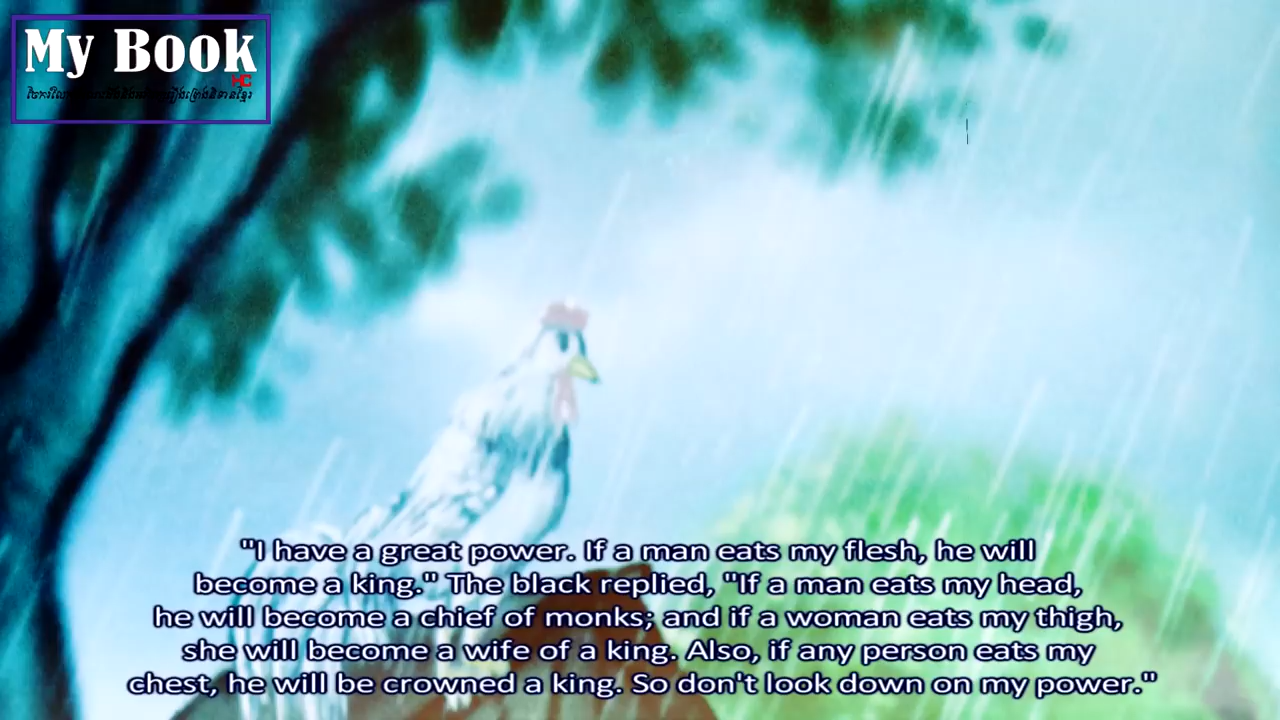 My Book
HC
"I have a great power. If a man eats my flesh, he will
become a king." The black replied, "If a man eats my head,
he will become a chief of monks; and if a woman eats my thigh,
she will become a wife of a king. Also, if any person eats my
chest, he will be crowned a king. So don't look down on my power."